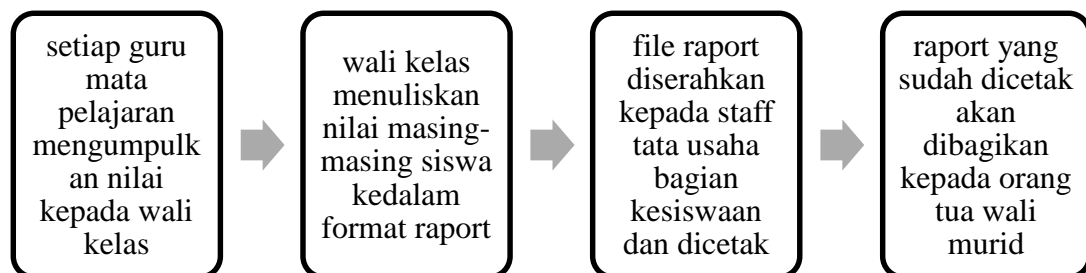 setiap guru
mata
pelajaran
mengumpulk
an nilai
kepada wali
kelas
wali kelas
menuliskan
nilai masing-
masing siswa
kedalam
format raport
file raport
diserahkan
kepada staff
tata usaha
bagian
kesiswaan
dan dicetak
raport yang
sudah dicetak
akan
dibagikan
kepada orang
tua wali
murid